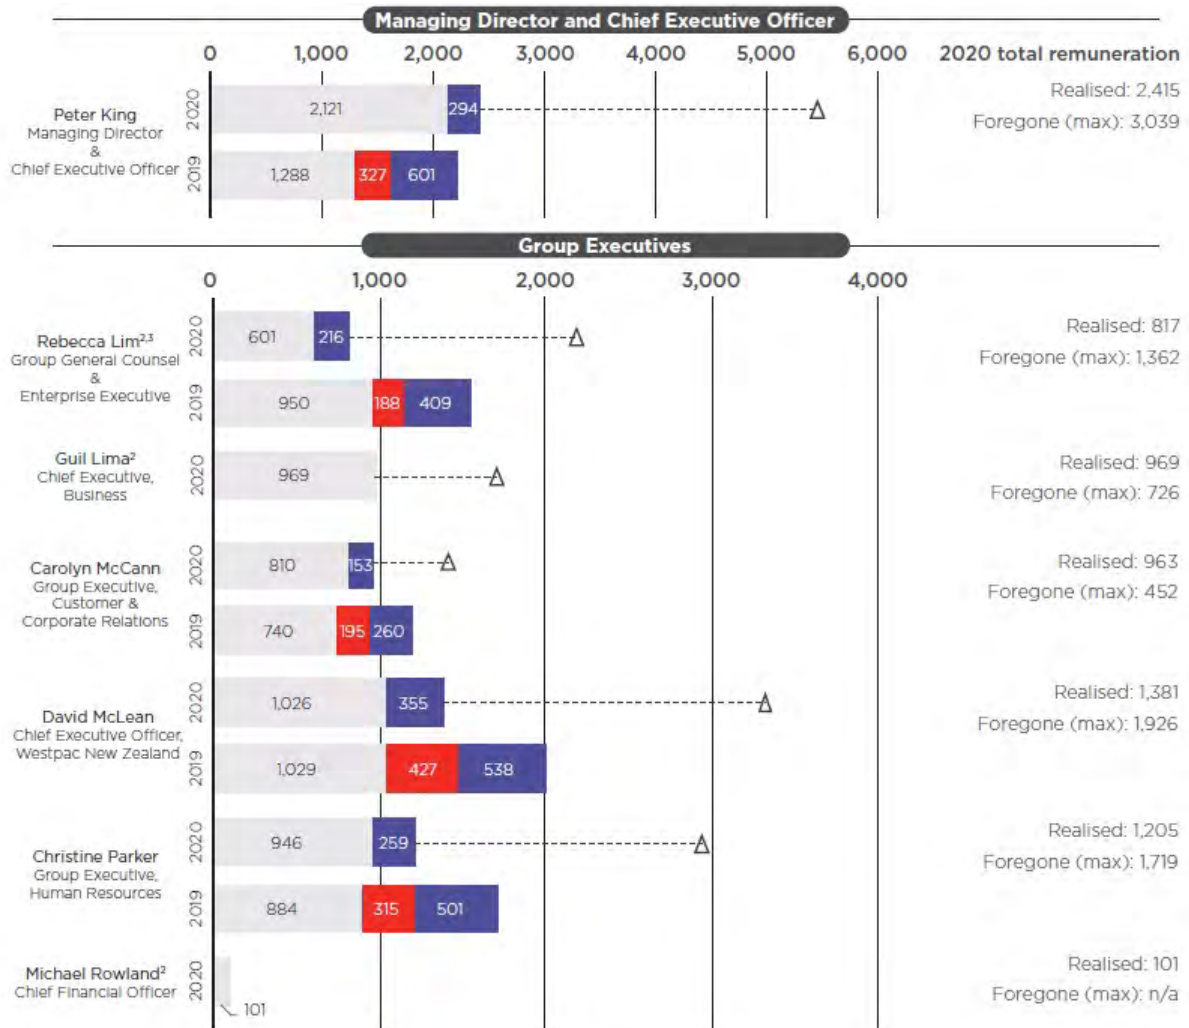 Managing Director and Chief Executive Officer
0 1,000 2,000 3,000 4,000 5,000 6,000 2020 total remuneration
Peter King
Managing Director
&
Chief Executive Officer
2020
2,121 294
Realised: 2,415
Foregone (max): 3,039
2019
1,288 327 601
Group Executives
0 1,000 2,000 3,000 4,000
Rebecca Lim2,3
Group General Counsel
&
Enterprise Executive
2020
601 216
Realised: 817
Foregone (max): 1,362
2019
950 188 409
Guil Lima2
Chief Executive,
Business
2020
969
Realised: 969
Foregone (max): 726
Carolyn McCann
Group Executive,
Customer &
Corporate Relations
2020
810 153
Realised: 963
Foregone (max): 452
2019
740 195 260
David McLean
Chief Executive Officer,
Westpac New Zealand
2020
1,026 355
Realised: 1,381
Foregone (max): 1,926
2019
1,029 427 538
Christine Parker
Group Executive,
Human Resources
2020
946 259
Realised: 1,205
Foregone (max): 1,719
2019
884 315 501
Michael Rowland2
Chief Financial Officer
2020
101
Realised: 101
Foregone (max): n/a